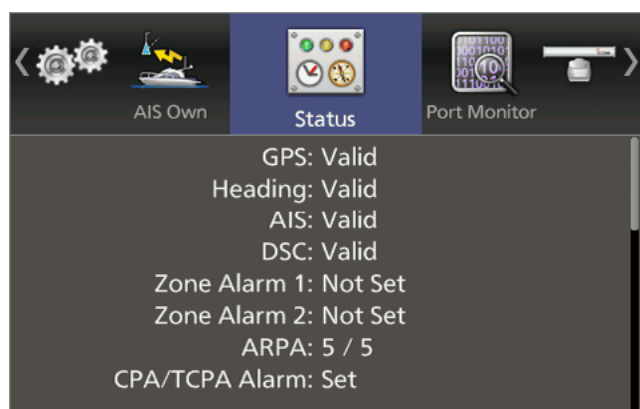 AIS Own
Status
Port Monitor
GPS: Valid
Heading: Valid
AIS: Valid
DSC: Valid
Zone Alarm 1: Not Set
Zone Alarm 2: Not Set
ARPA: 5 / 5
CPA/TCPA Alarm: Set